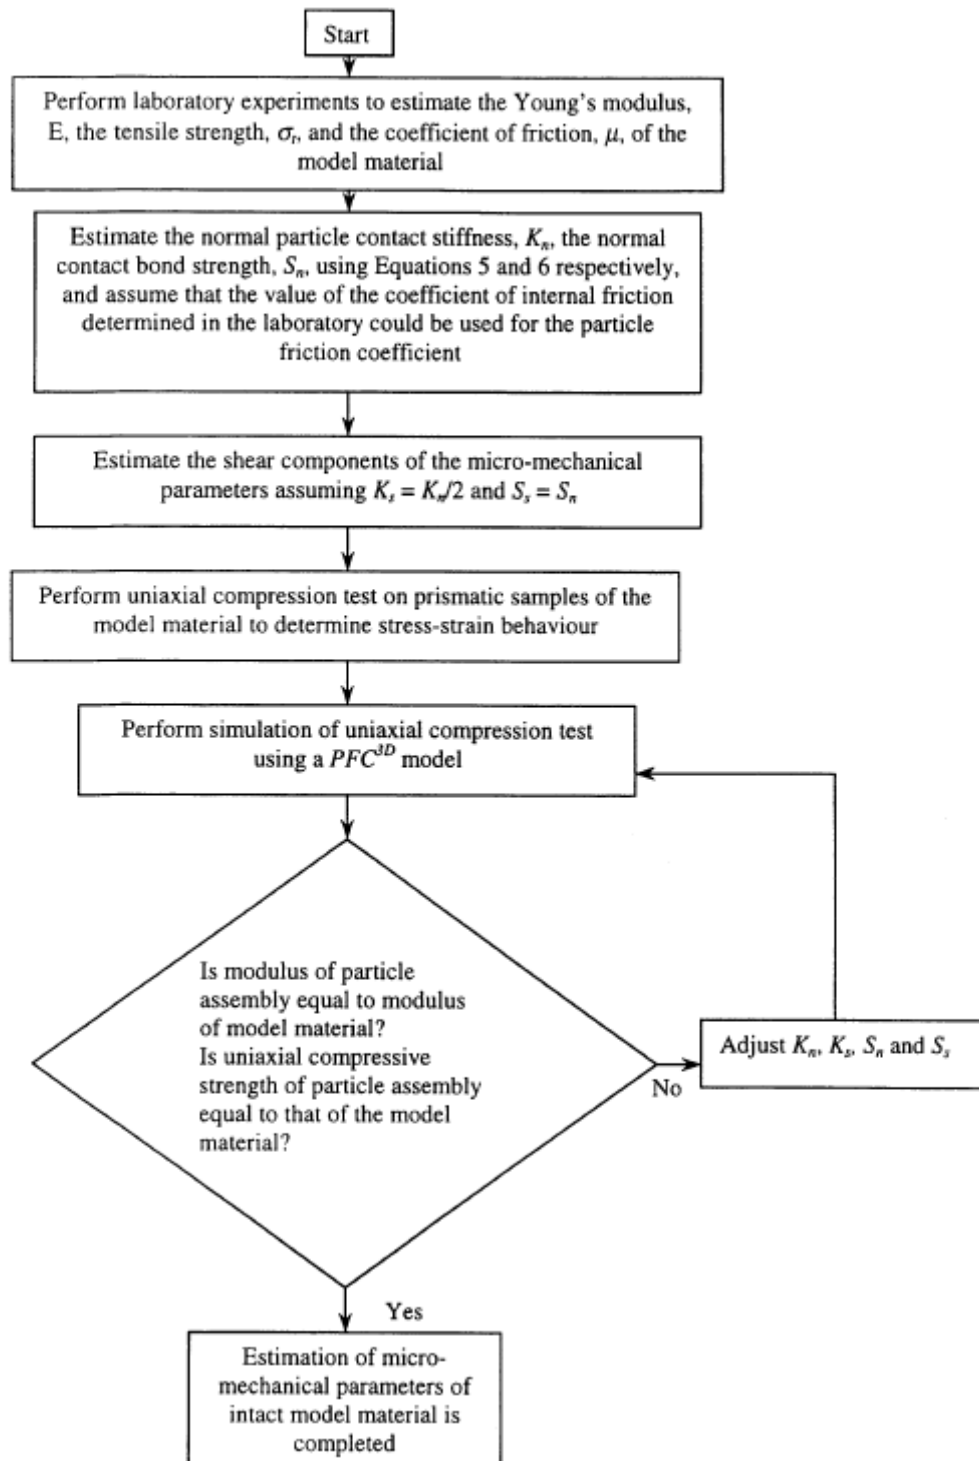 Start
Perform laboratory experiments to estimate the Young's modulus,
E, the tensile strength, σₜ, and the coefficient of friction, μ, of the
model material
Estimate the normal particle contact stiffness, Kₙ, the normal
contact bond strength, Sₙ, using Equations 5 and 6 respectively,
and assume that the value of the coefficient of internal friction
determined in the laboratory could be used for the particle
friction coefficient
Estimate the shear components of the micro-mechanical
parameters assuming Kₛ = Kₙ/2 and Sₛ = Sₙ
Perform uniaxial compression test on prismatic samples of the
model material to determine stress-strain behaviour
Perform simulation of uniaxial compression test
using a PFC³ᴰ model
Is modulus of particle
assembly equal to modulus
of model material?
Is uniaxial compressive
strength of particle assembly
equal to that of the model
material?
No
Adjust Kₙ, Kₛ, Sₙ and Sₛ
Yes
Estimation of micro-
mechanical parameters of
intact model material is
completed